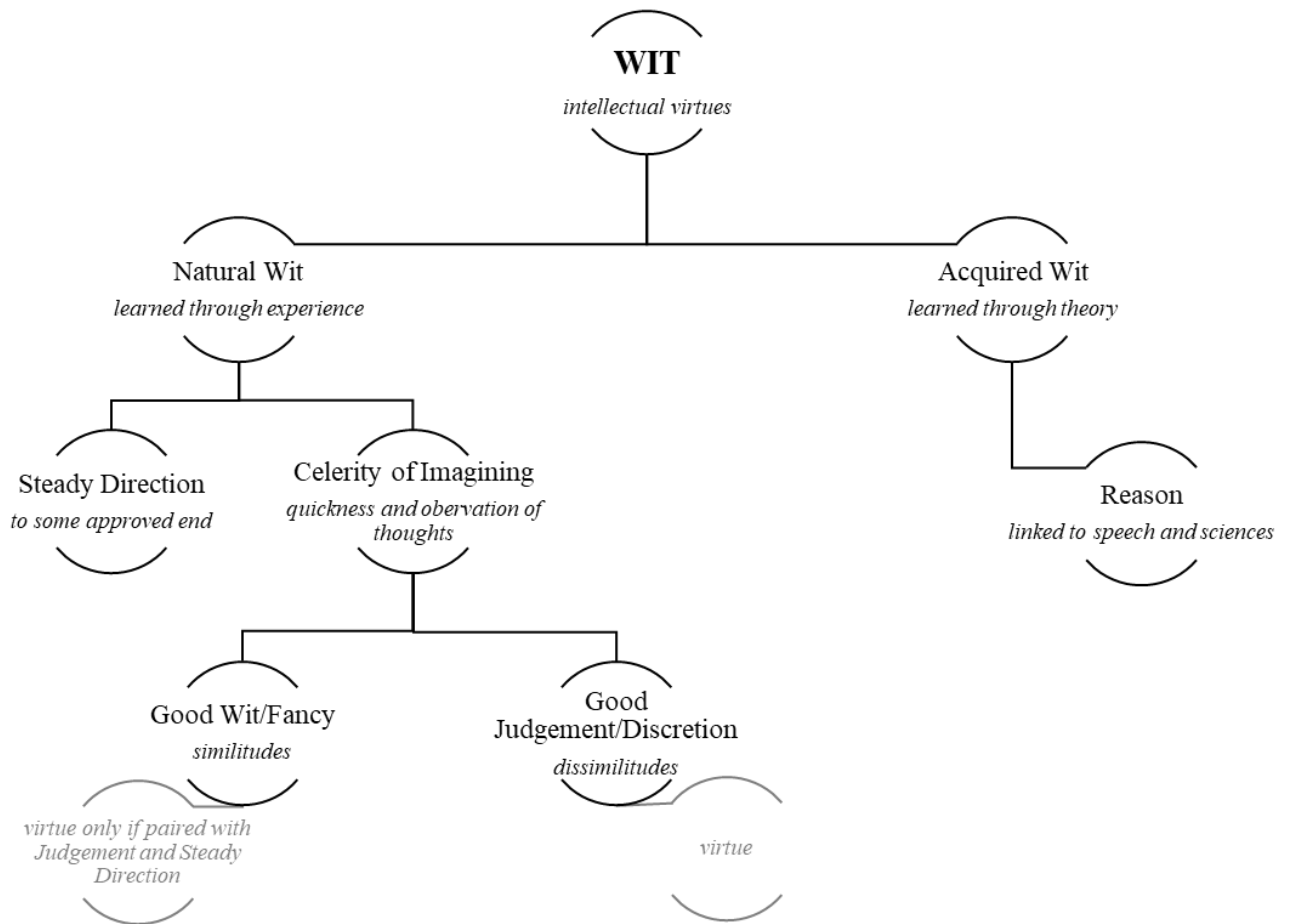 WIT
intellectual virtues
Natural Wit
learned through experience
Acquired Wit
learned through theory
Steady Direction
to some approved end
Celerity of Imagining
quickness and obervation of
thoughts
Reason
linked to speech and sciences
Good Wit/Fancy
similitudes
Good
Judgement/Discretion
dissimilitudes
virtue only if paired with
Judgement and Steady
Direction
virtue